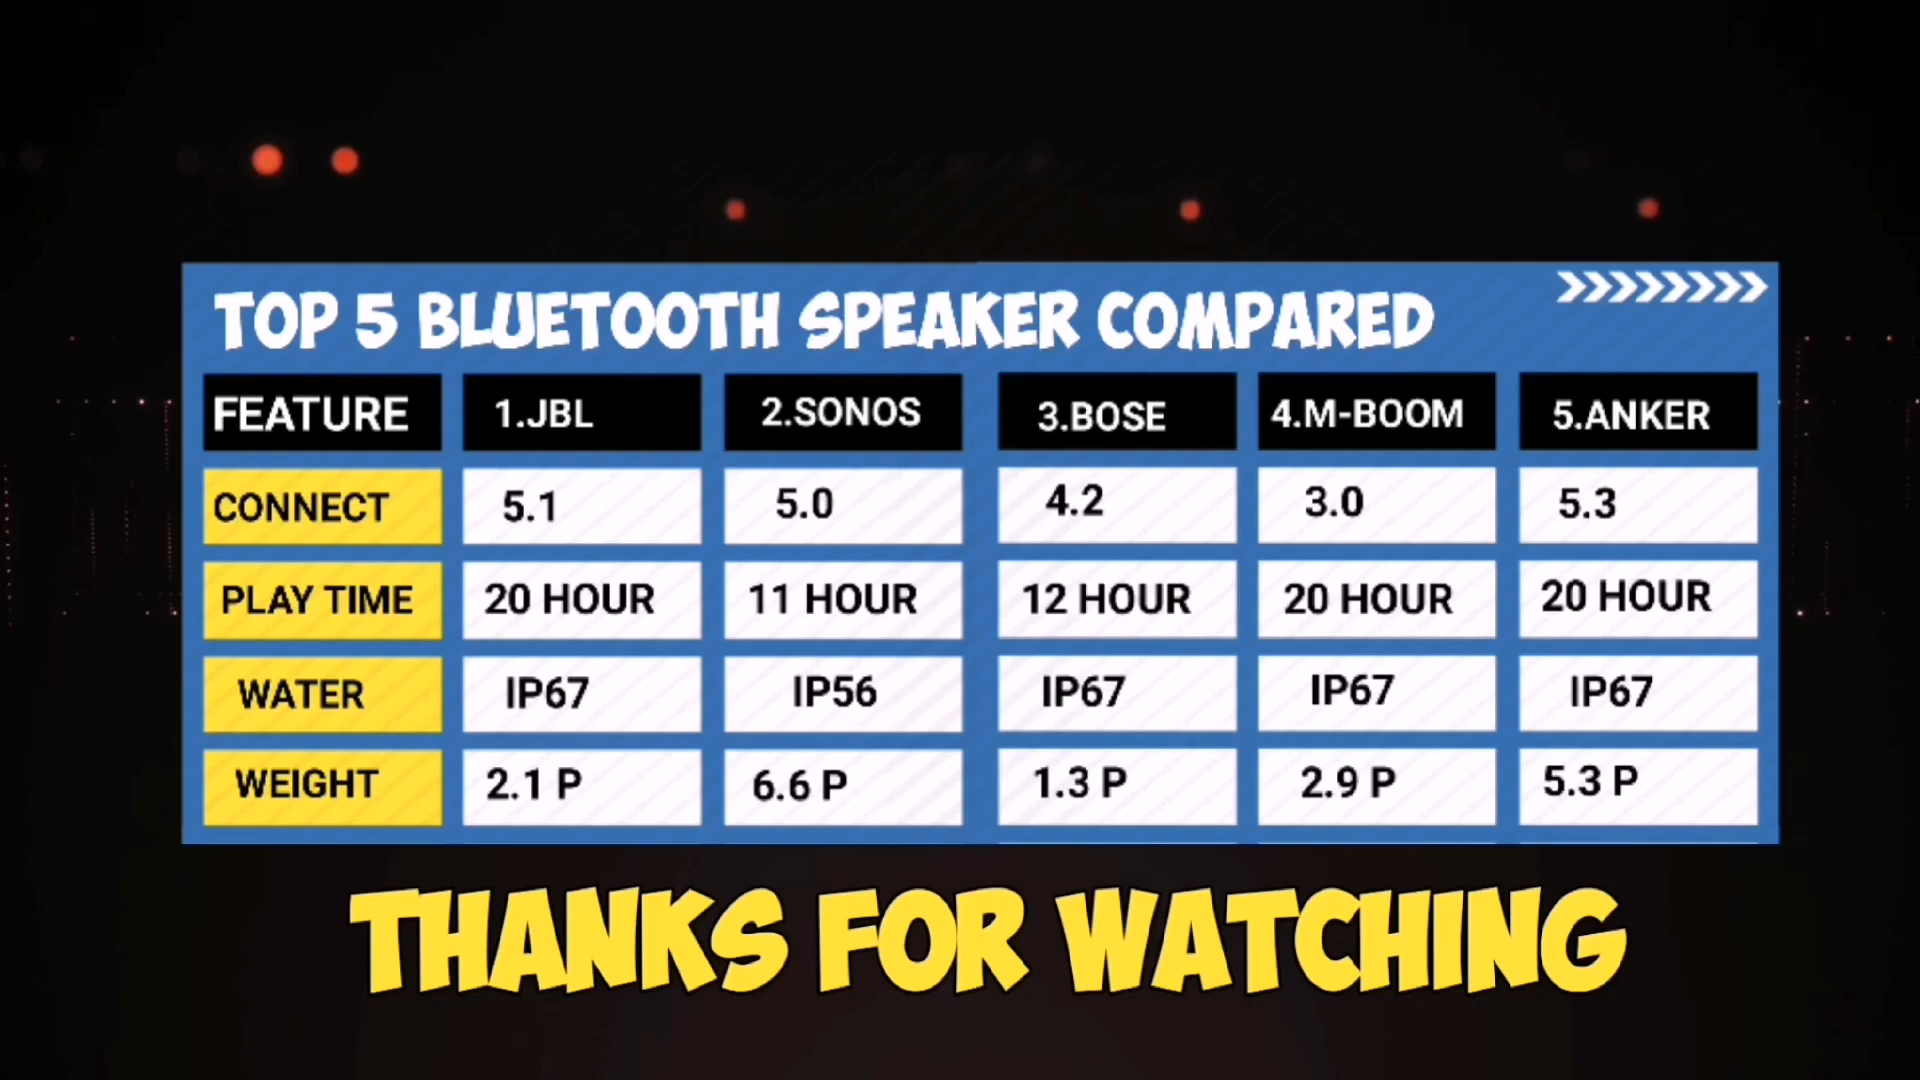 TOP 5 BLUETOOTH SPEAKER COMPARED
FEATURE 1.JBL 2.SONOS 3.BOSE 4.M-BOOM 5.ANKER
CONNECT 5.1 5.0 4.2 3.0 5.3
PLAY TIME 20 HOUR 11 HOUR 12 HOUR 20 HOUR 20 HOUR
WATER IP67 IP56 IP67 IP67 IP67
WEIGHT 2.1 P 6.6 P 1.3 P 2.9 P 5.3 P
THANKS FOR WATCHING